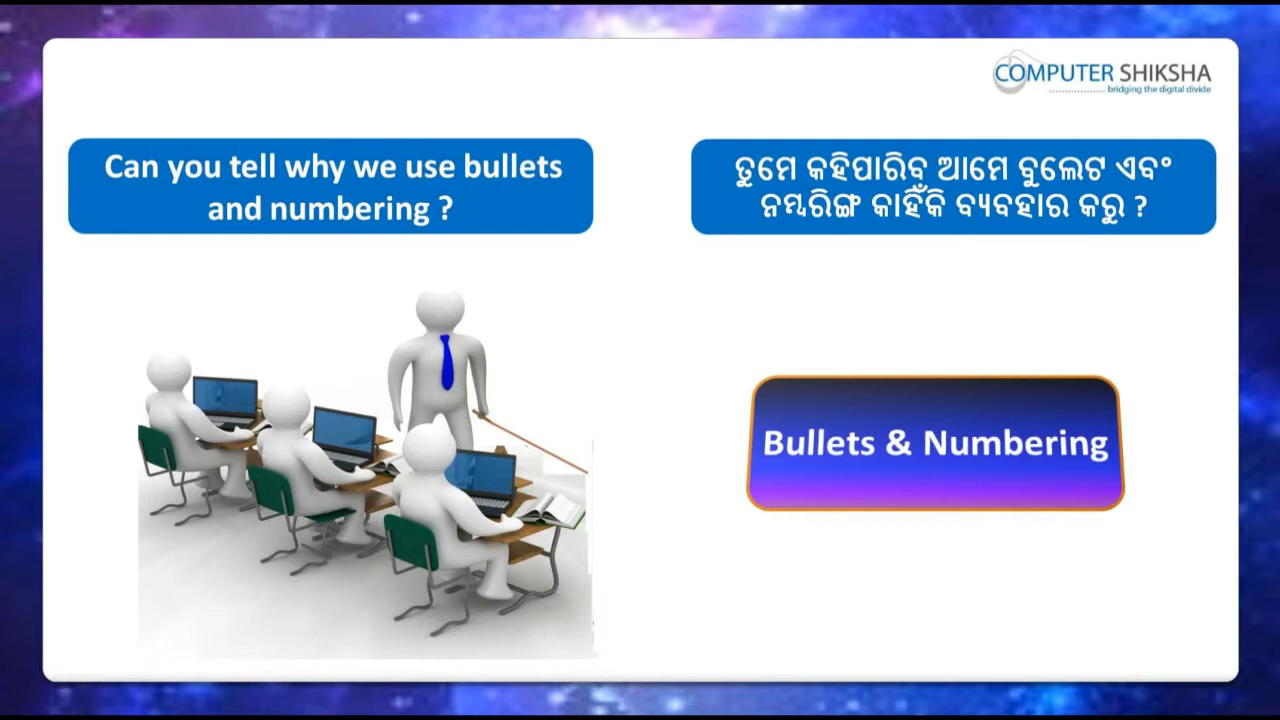 COMPUTER SHIKSHA
bridging the digital divide
Can you tell why we use bullets
and numbering ?
ତୁମେ କହିପାରିବ ଆମେ ବୁଲେଟ ଏବଂ
ନମ୍ବରିଙ୍ଗ କାହିଁକି ବ୍ୟବହାର କରୁ ?
Bullets & Numbering